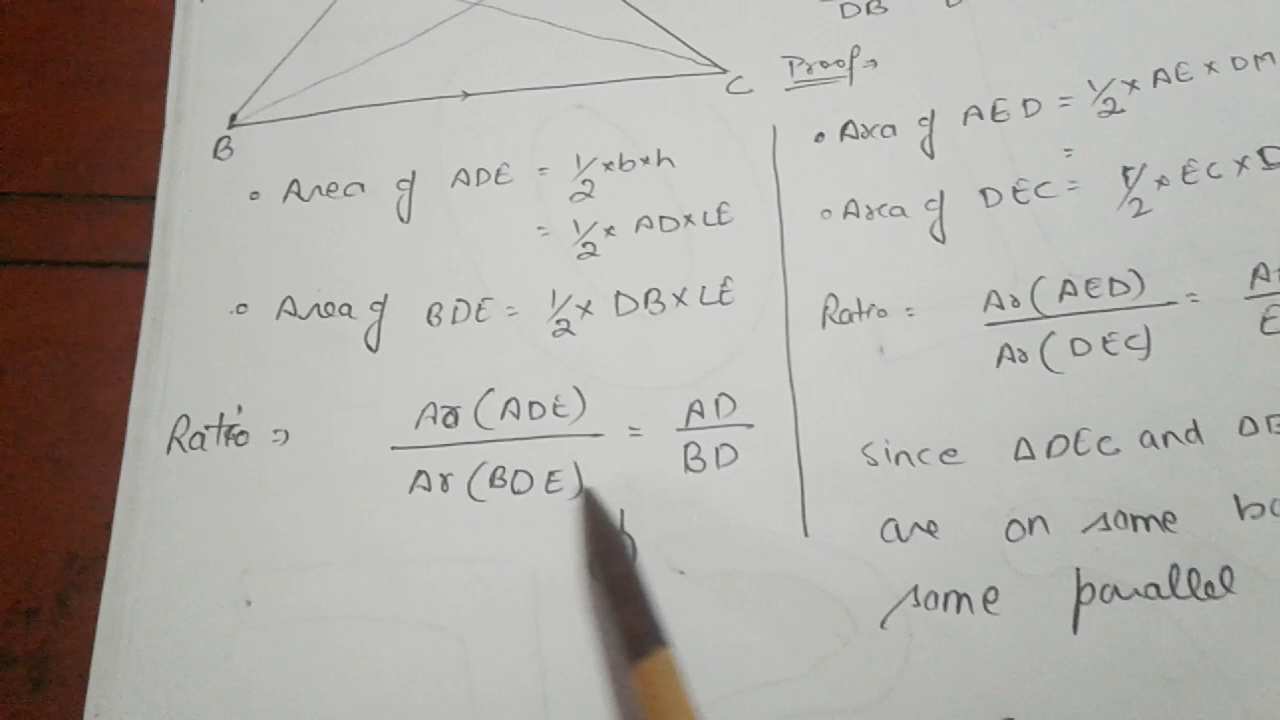 DB
C
B
• Area of ADE = 1/2 × b × h
= 1/2 × AD × LE
• Area of BDE = 1/2 × DB × LE
Ratio ⇒ Ar (ADE) / Ar (BDE) = AD / BD
Proof →
• Area of AED = 1/2 × AE × DM
=
• Area of DEC = 1/2 × EC ×
Ratio = Ar (AED) / Ar (DEC) =
since ΔDEC and
are on same
same parallel